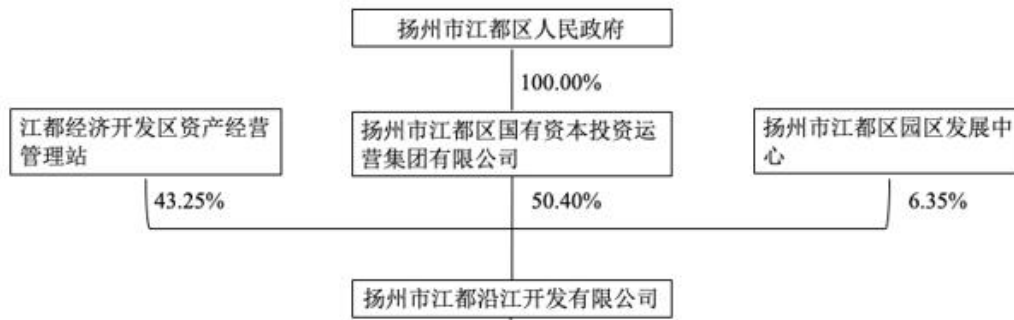 扬州市江都区人民政府
100.00%
江都经济开发区资产经营
管理站
扬州市江都区国有资本投资运
营集团有限公司
扬州市江都区园区发展中
心
43.25%
50.40%
6.35%
扬州市江都沿江开发有限公司